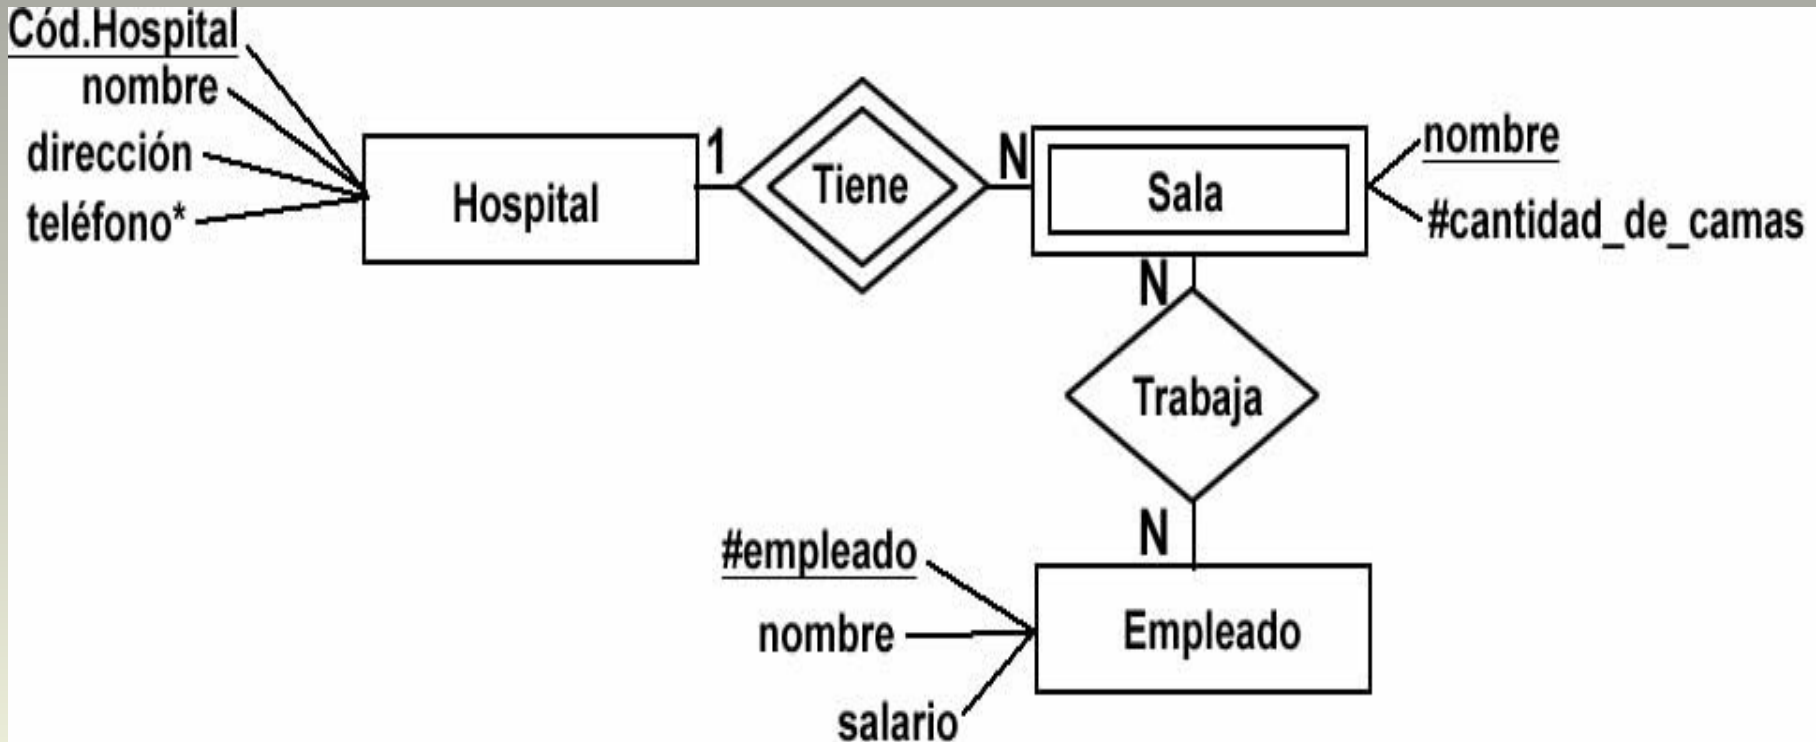 Cód.Hospital
nombre
dirección
teléfono*
Hospital
1
Tiene
N
Sala
nombre
#cantidad_de_camas
N
Trabaja
N
#empleado
nombre
salario
Empleado